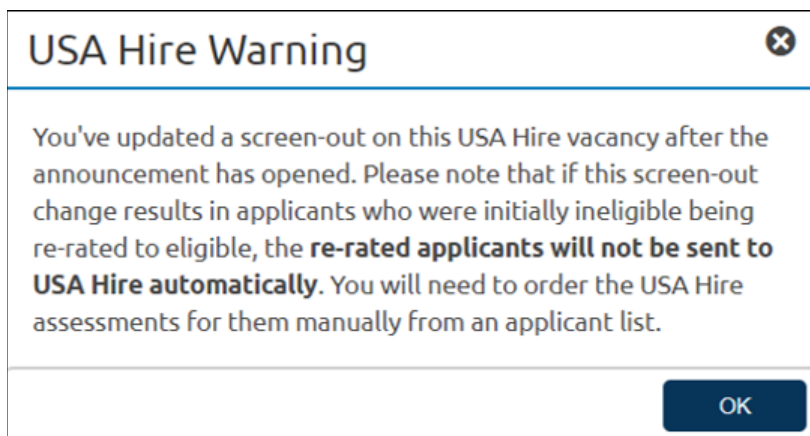 USA Hire Warning
You've updated a screen-out on this USA Hire vacancy after the
announcement has opened. Please note that if this screen-out
change results in applicants who were initially ineligible being
re-rated to eligible, the re-rated applicants will not be sent to
USA Hire automatically. You will need to order the USA Hire
assessments for them manually from an applicant list.
OK